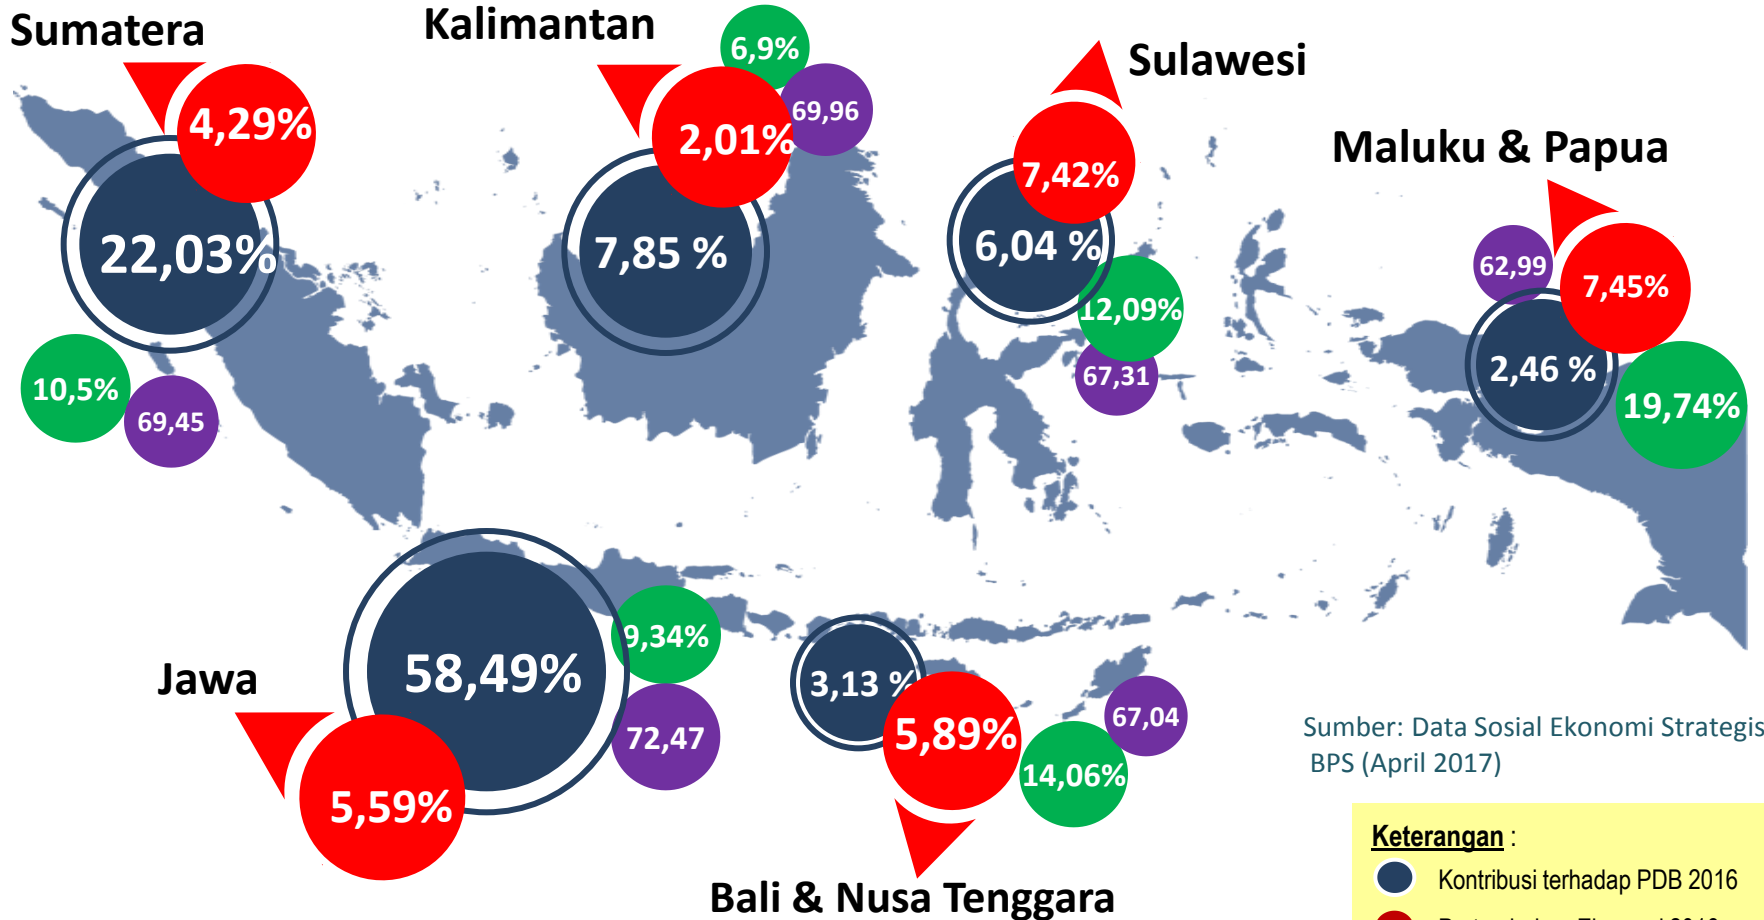 Sumatera
4,29%
22,03%
10,5%
69,45
Kalimantan
6,9%
69,96
2,01%
7,85 %
Sulawesi
7,42%
6,04 %
12,09%
67,31
Maluku & Papua
62,99
7,45%
2,46 %
19,74%
Jawa
58,49%
9,34%
72,47
5,59%
3,13 %
5,89%
67,04
14,06%
Bali & Nusa Tenggara
Sumber: Data Sosial Ekonomi Strategis
BPS (April 2017)
Keterangan :
Kontribusi terhadap PDB 2016